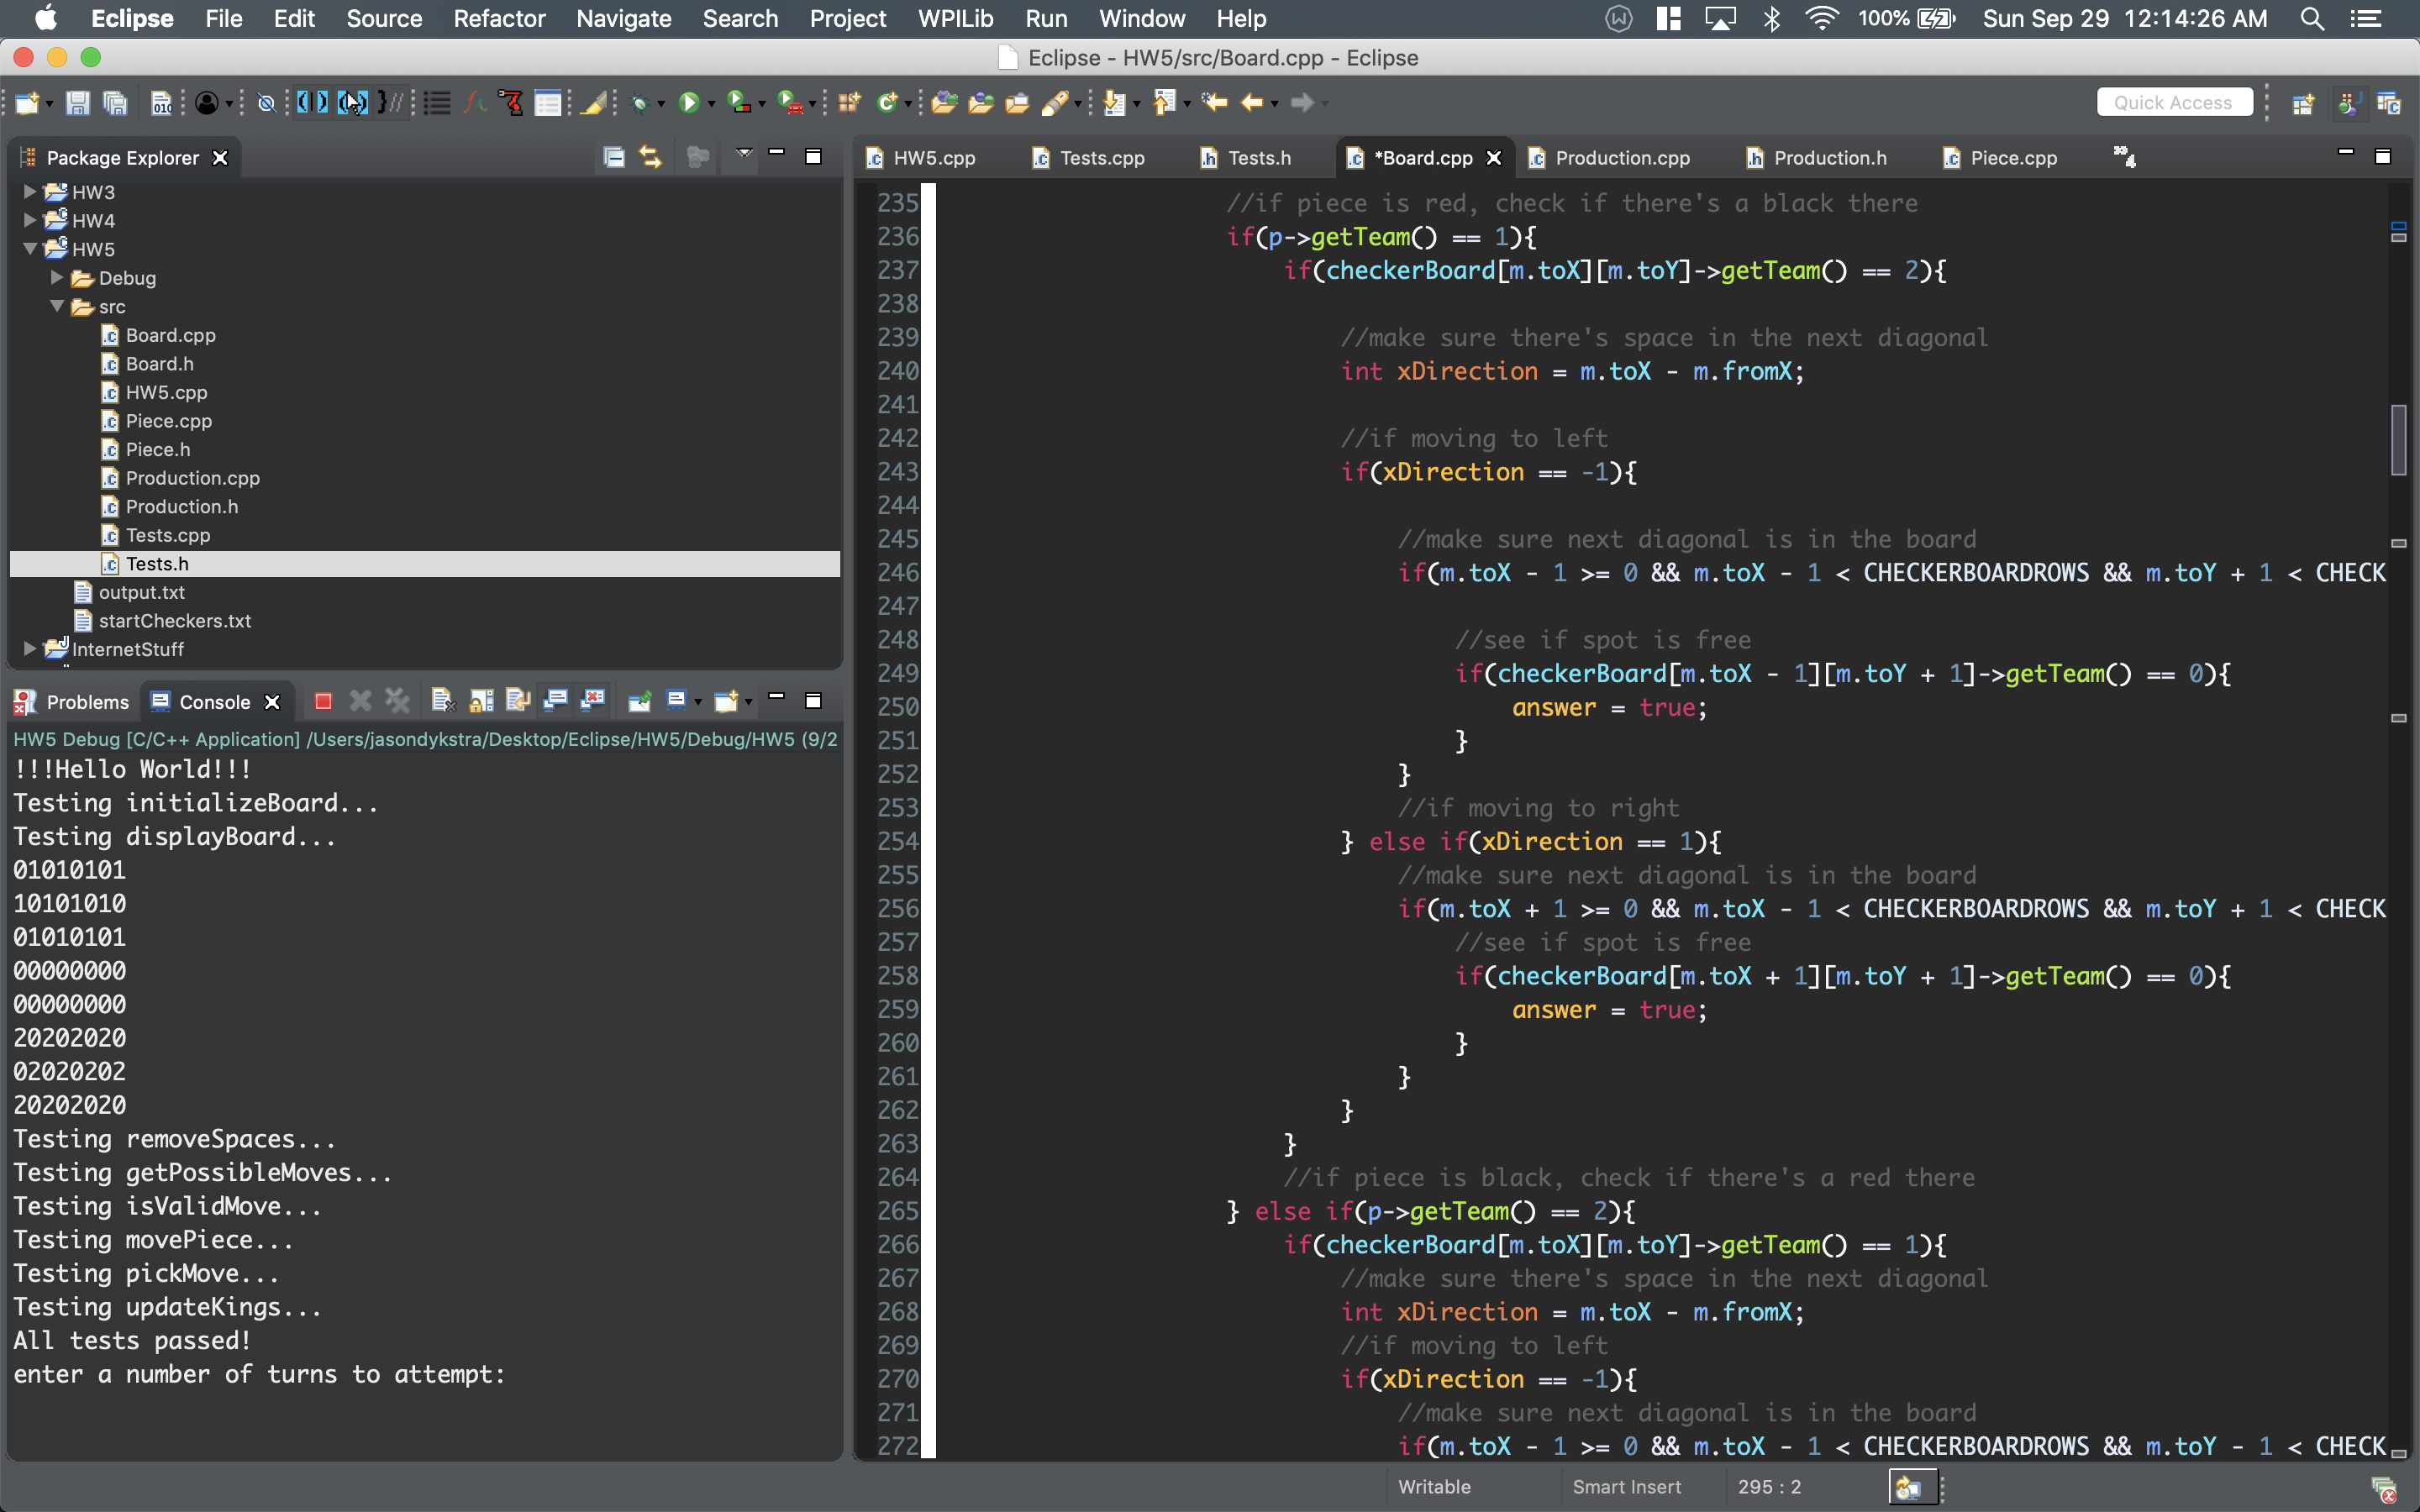 Eclipse File Edit Source Refactor Navigate Search Project WPILib Run Window Help 100% Sun Sep 29 12:14:26 AM
Eclipse - HW5/src/Board.cpp - Eclipse
Quick Access
Package Explorer
HW3
HW4
HW5
Debug
src
Board.cpp
Board.h
HW5.cpp
Piece.cpp
Piece.h
Production.cpp
Production.h
Tests.cpp
Tests.h
output.txt
startCheckers.txt
InternetStuff
Problems Console
HW5 Debug [C/C++ Application] /Users/jasondykstra/Desktop/Eclipse/HW5/Debug/HW5 (9/2
!!!Hello World!!!
Testing initializeBoard...
Testing displayBoard...
01010101
10101010
01010101
00000000
00000000
20202020
02020202
20202020
Testing removeSpaces...
Testing getPossibleMoves...
Testing isValidMove...
Testing movePiece...
Testing pickMove...
Testing updateKings...
All tests passed!
enter a number of turns to attempt:
HW5.cpp Tests.cpp Tests.h *Board.cpp Production.cpp Production.h Piece.cpp 4
235 //if piece is red, check if there's a black there
236 if(p->getTeam() == 1){
237 if(checkerBoard[m.toX][m.toY]->getTeam() == 2){
238
239 //make sure there's space in the next diagonal
240 int xDirection = m.toX - m.fromX;
241
242 //if moving to left
243 if(xDirection == -1){
244
245 //make sure next diagonal is in the board
246 if(m.toX - 1 >= 0 && m.toX - 1 < CHECKERBOARDROWS && m.toY + 1 < CHECK
247
248 //see if spot is free
249 if(checkerBoard[m.toX - 1][m.toY + 1]->getTeam() == 0){
250 answer = true;
251 }
252 }
253 //if moving to right
254 } else if(xDirection == 1){
255 //make sure next diagonal is in the board
256 if(m.toX + 1 >= 0 && m.toX - 1 < CHECKERBOARDROWS && m.toY + 1 < CHECK
257 //see if spot is free
258 if(checkerBoard[m.toX + 1][m.toY + 1]->getTeam() == 0){
259 answer = true;
260 }
261 }
262 }
263 }
264 //if piece is black, check if there's a red there
265 } else if(p->getTeam() == 2){
266 if(checkerBoard[m.toX][m.toY]->getTeam() == 1){
267 //make sure there's space in the next diagonal
268 int xDirection = m.toX - m.fromX;
269 //if moving to left
270 if(xDirection == -1){
271 //make sure next diagonal is in the board
272 if(m.toX - 1 >= 0 && m.toX - 1 < CHECKERBOARDROWS && m.toY - 1 < CHECK
Writable Smart Insert 295 : 2